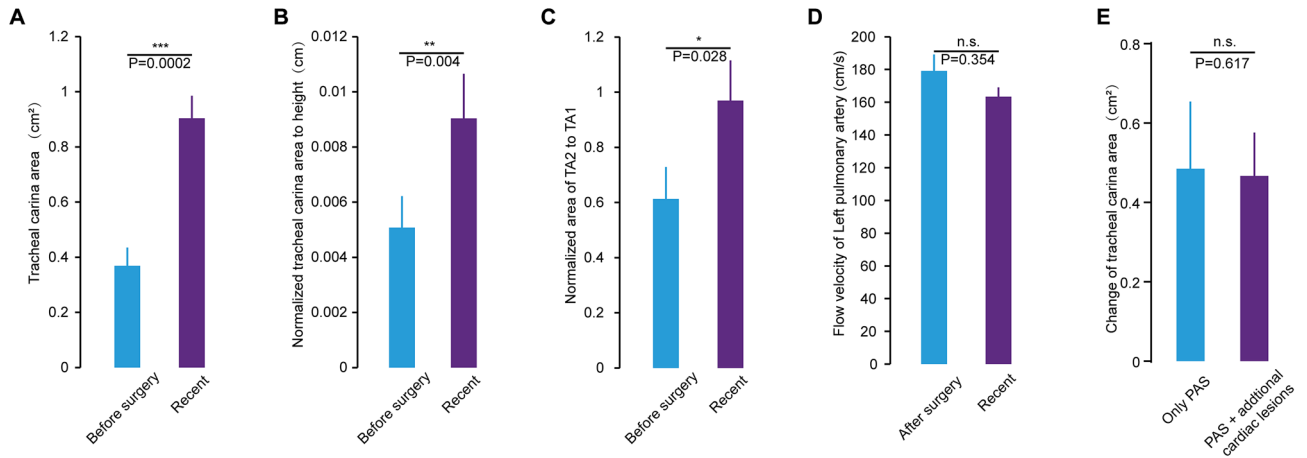 A
Tracheal carina area（cm²）
1.2
1
0.8
0.6
0.4
0.2
0
***
P=0.0002
Before surgery
Recent
B
Normalized tracheal carina area to height（cm）
0.012
0.01
0.008
0.006
0.004
0.002
0
**
P=0.004
Before surgery
Recent
C
Normalized area of TA2 to TA1
1.2
1
0.8
0.6
0.4
0.2
0
*
P=0.028
Before surgery
Recent
D
Flow velocity of Left pulmonary artery (cm/s)
200
180
160
140
120
100
80
60
40
20
0
n.s.
P=0.354
After surgery
Recent
E
Change of tracheal carina area（cm²）
0.8
0.6
0.4
0.2
0
n.s.
P=0.617
Only PAS
PAS + addtional
cardiac lesions